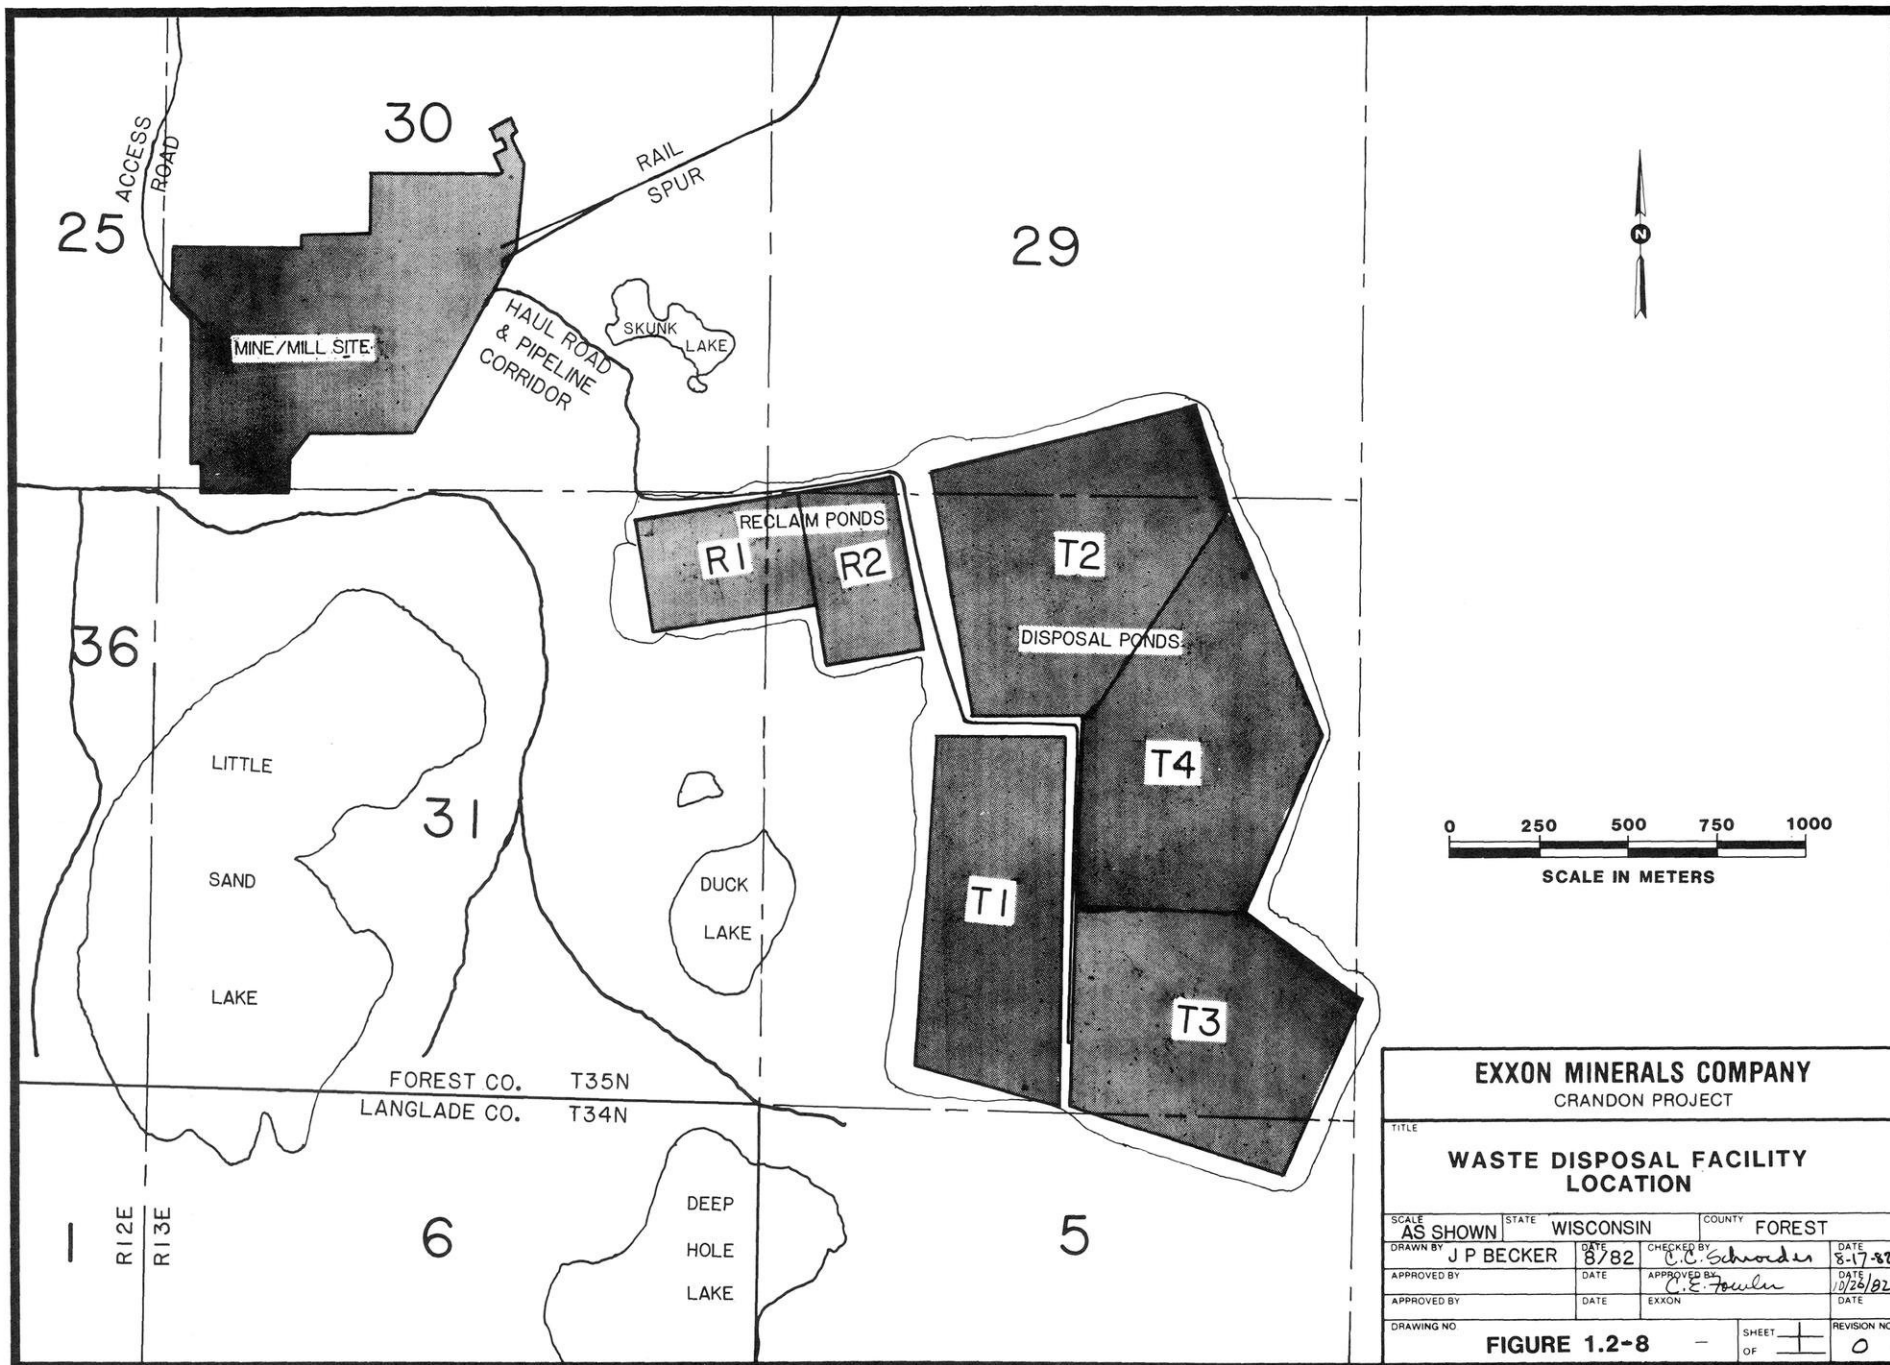 30
ACCESS
ROAD
25
RAIL
SPUR
29
N
MINE/MILL SITE
HAUL ROAD
& PIPELINE
CORRIDOR
SKUNK
LAKE
RECLAIM PONDS
R1
R2
T2
DISPOSAL PONDS
36
LITTLE
SAND
LAKE
31
T4
DUCK
LAKE
T1
T3
0 250 500 750 1000
SCALE IN METERS
FOREST CO. T35N
LANGLADE CO. T34N
1
R12E
R13E
6
DEEP
HOLE
LAKE
5
EXXON MINERALS COMPANY
CRANDON PROJECT
TITLE
WASTE DISPOSAL FACILITY
LOCATION
SCALE AS SHOWN STATE WISCONSIN COUNTY FOREST
DRAWN BY J P BECKER DATE 8/82 CHECKED BY C.C. Schroeder DATE 8-17-82
APPROVED BY DATE APPROVED BY C.E. Fowler DATE 10/26/82
APPROVED BY DATE EXXON DATE
DRAWING NO FIGURE 1.2-8 SHEET 1 OF REVISION NO 0